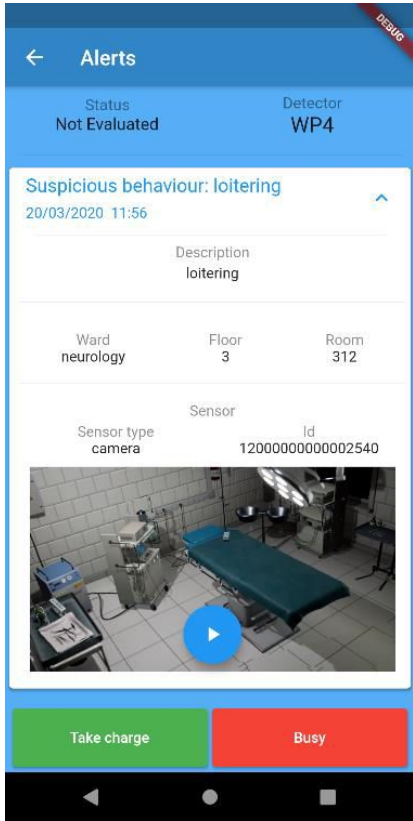 DEBUG
Alerts
Status Detector
Not Evaluated WP4
Suspicious behaviour: loitering
20/03/2020 11:56
Description
loitering
Ward Floor Room
neurology 3 312
Sensor
Sensor type Id
camera 12000000000002540
Take charge Busy